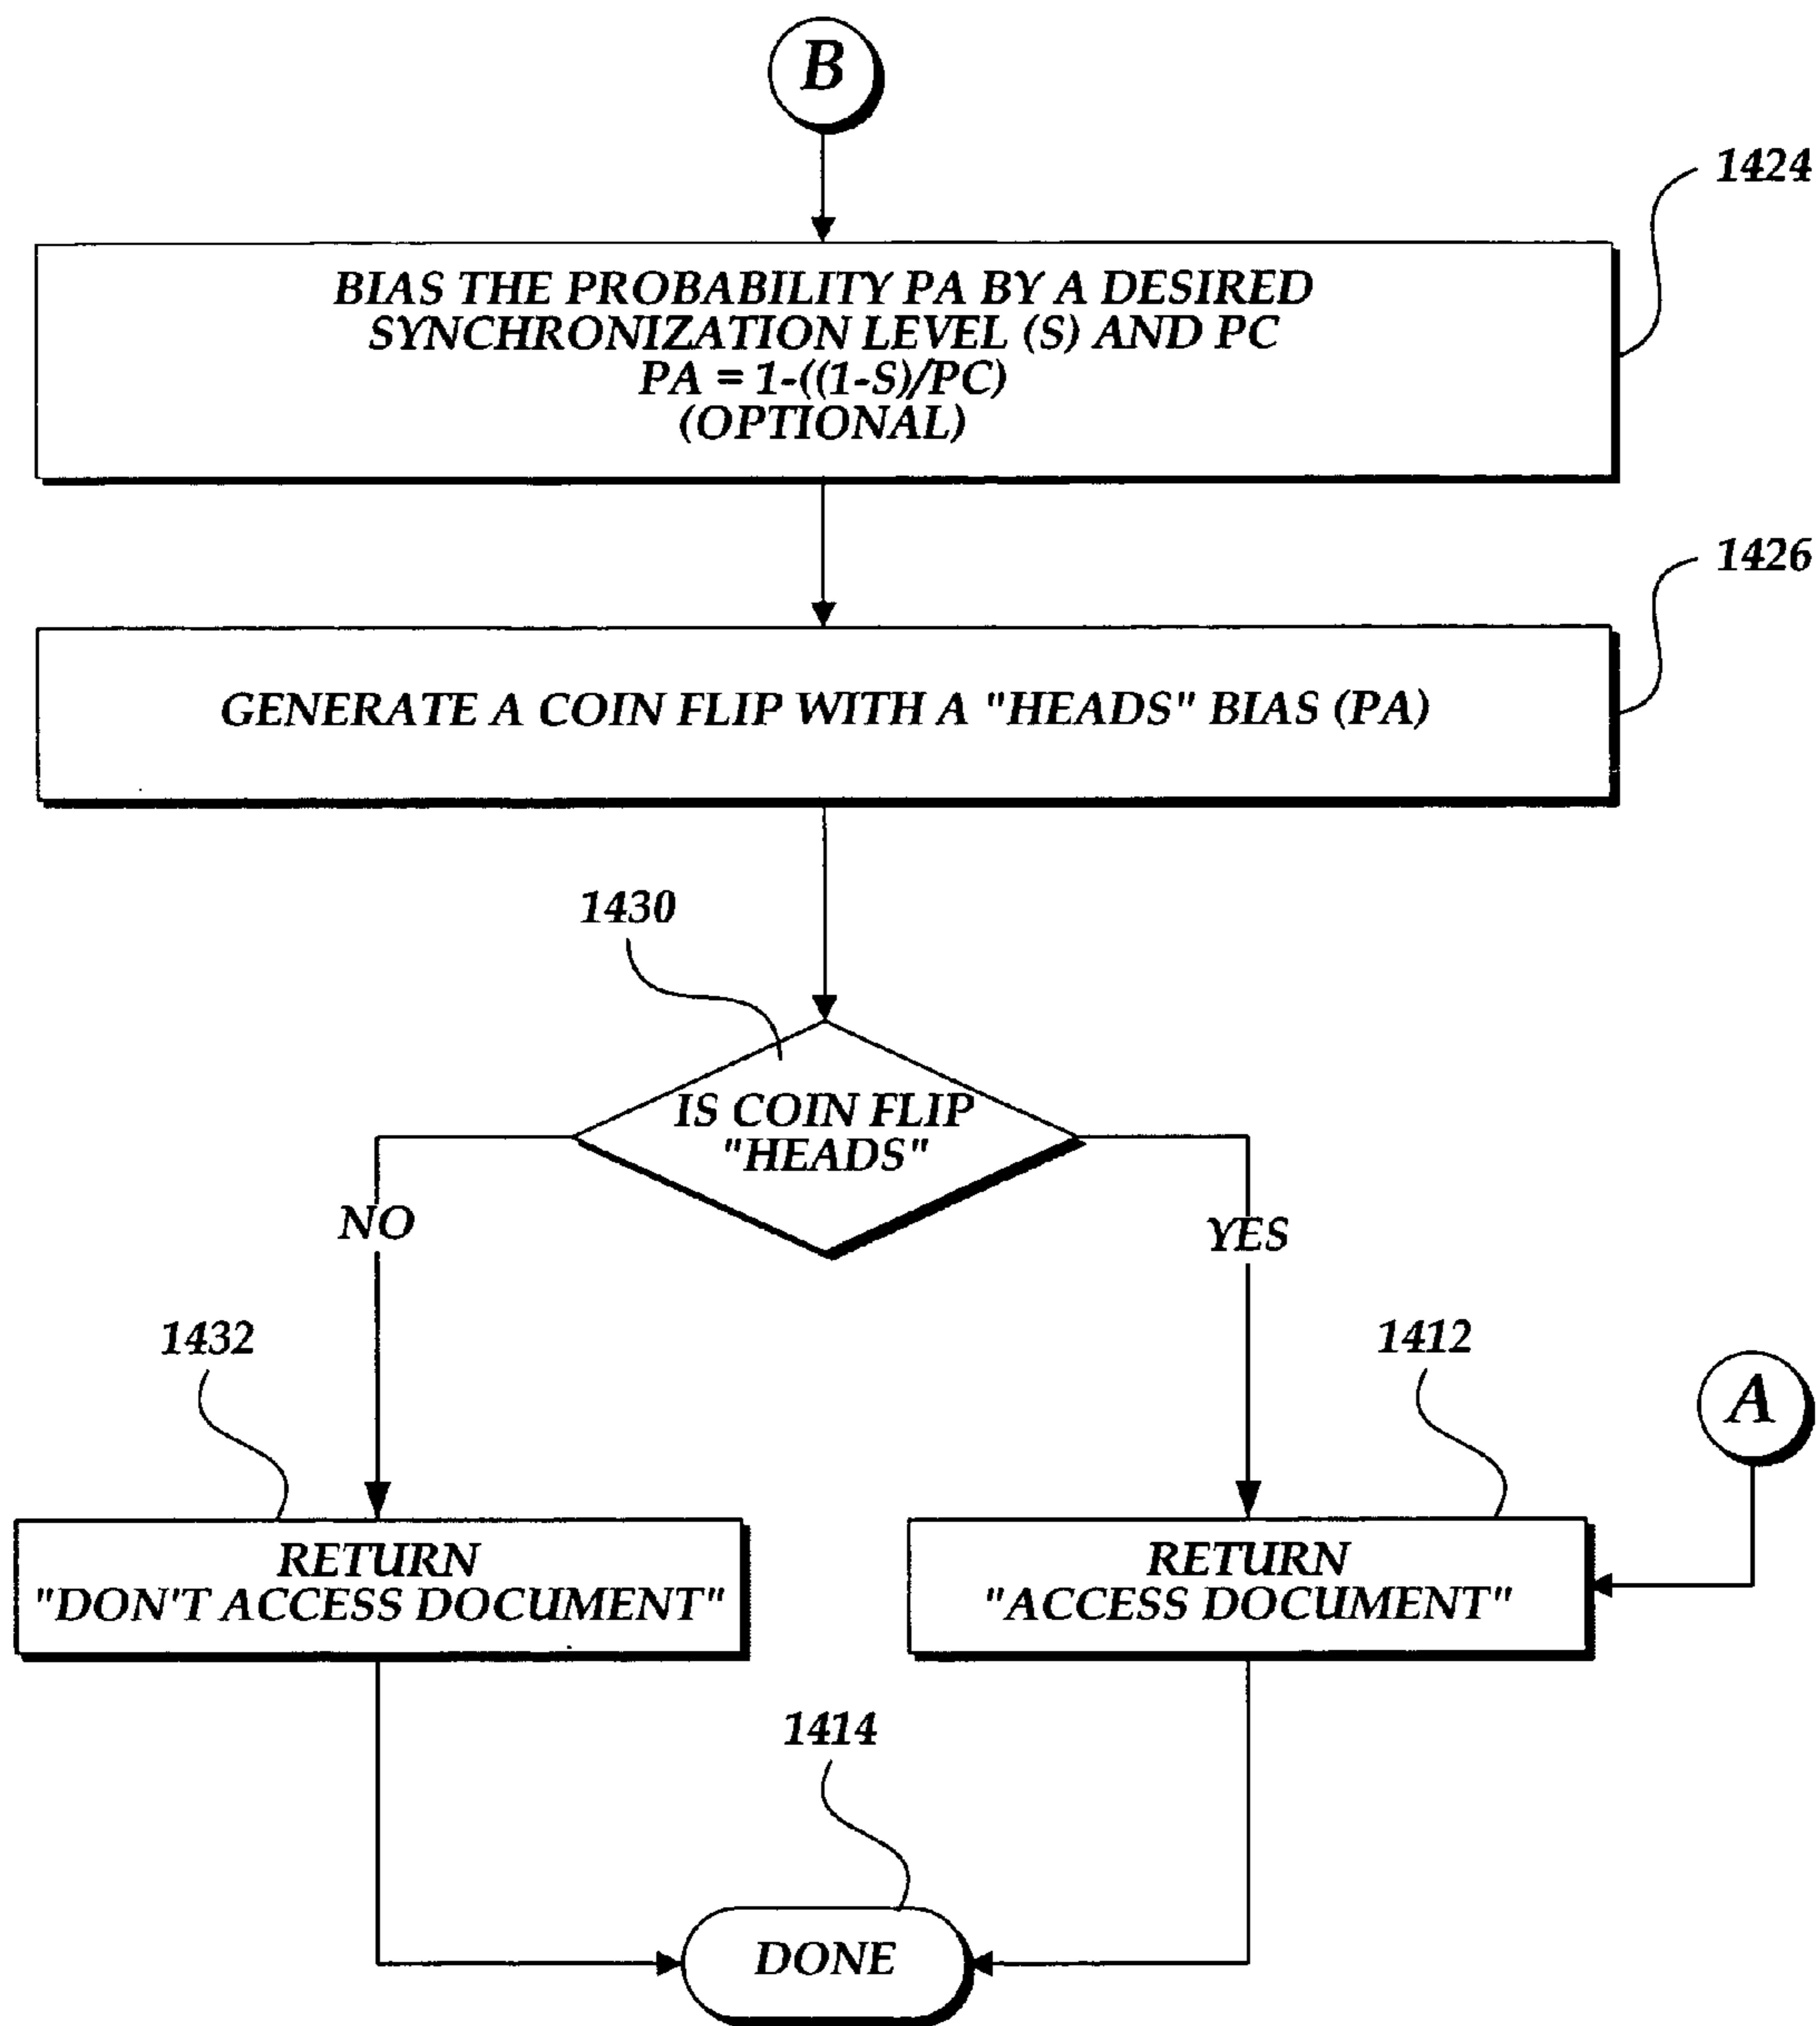 B
1424
BIAS THE PROBABILITY PA BY A DESIRED
SYNCHRONIZATION LEVEL (S) AND PC
PA = 1-((1-S)/PC)
(OPTIONAL)
1426
GENERATE A COIN FLIP WITH A "HEADS" BIAS (PA)
1430
IS COIN FLIP
"HEADS"
NO
YES
1432
1412
A
RETURN
"DON'T ACCESS DOCUMENT"
RETURN
"ACCESS DOCUMENT"
1414
DONE